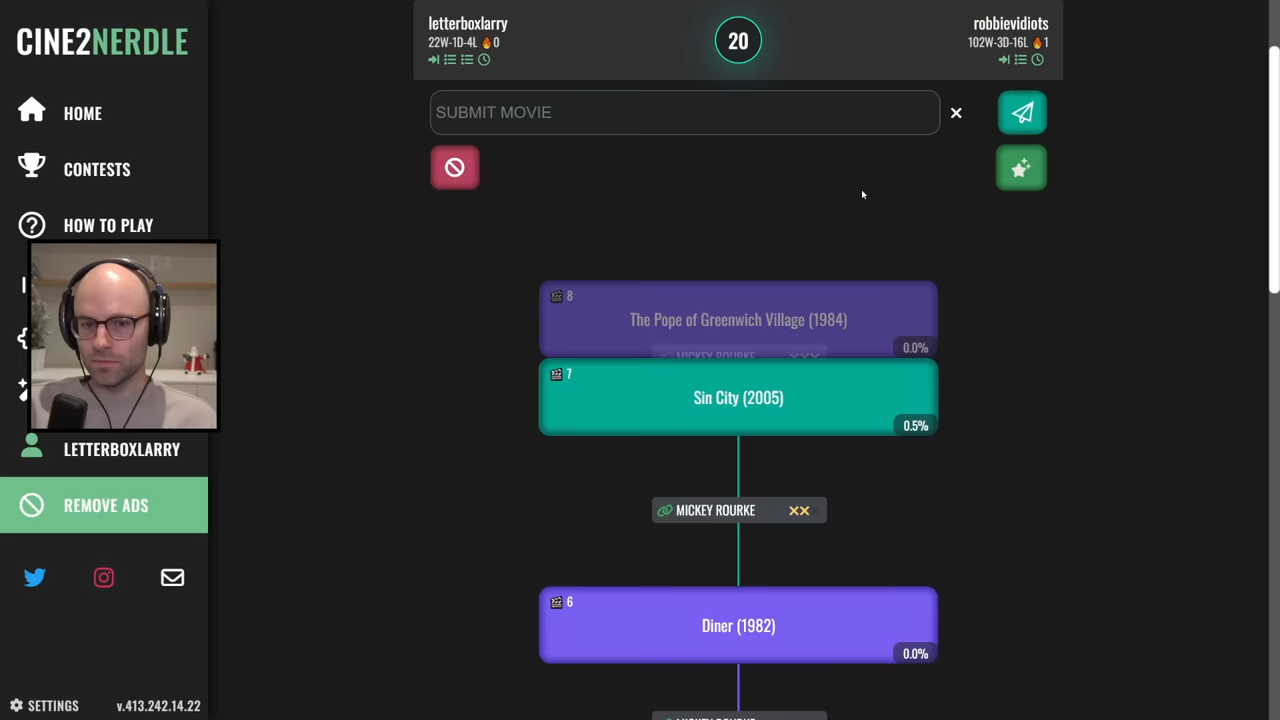 CINE2NERDLE
HOME
CONTESTS
HOW TO PLAY
LETTERBOXLARRY
REMOVE ADS
SETTINGS
v.413.242.14.22
letterboxlarry
22W-1D-4L 0
20
robbievidiots
102W-3D-16L 1
SUBMIT MOVIE
8
The Pope of Greenwich Village (1984)
0.0%
MICKEY ROURKE
7
Sin City (2005)
0.5%
MICKEY ROURKE
6
Diner (1982)
0.0%